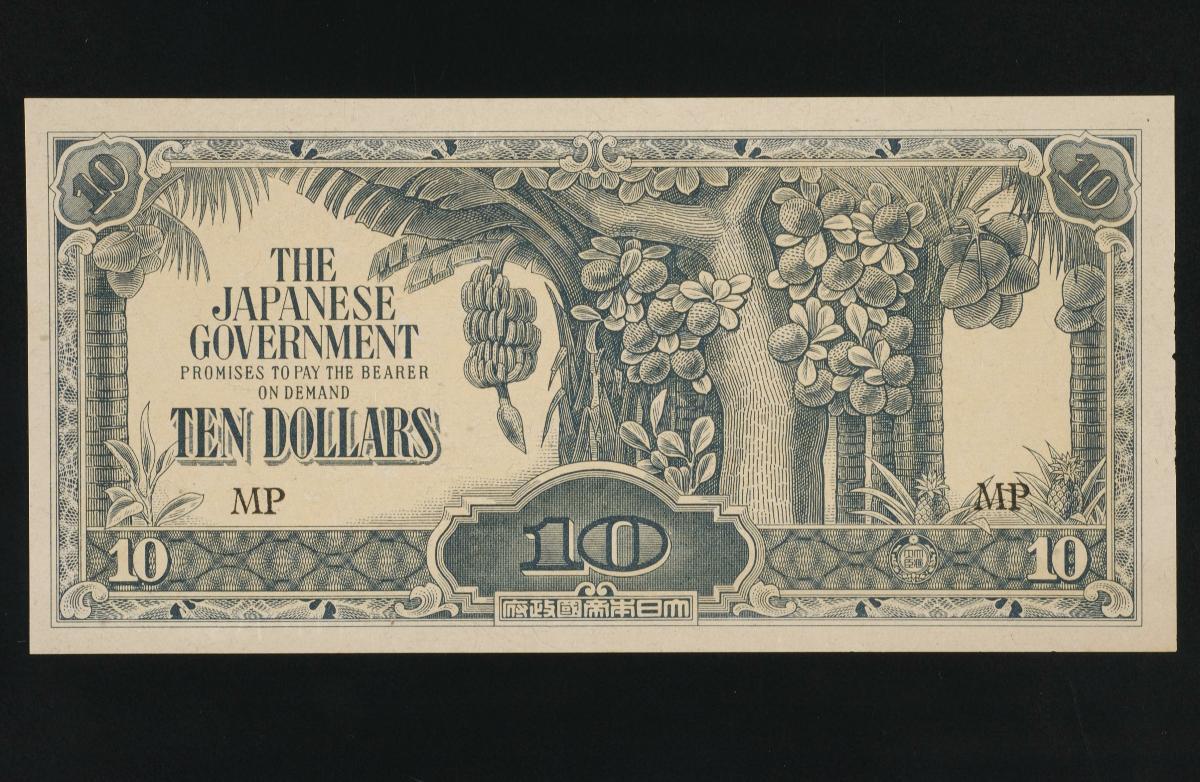 10
10
THE
JAPANESE
GOVERNMENT
PROMISES TO PAY THE BEARER
ON DEMAND
TEN DOLLARS
MP
MP
10
10
10
大日本帝國政府